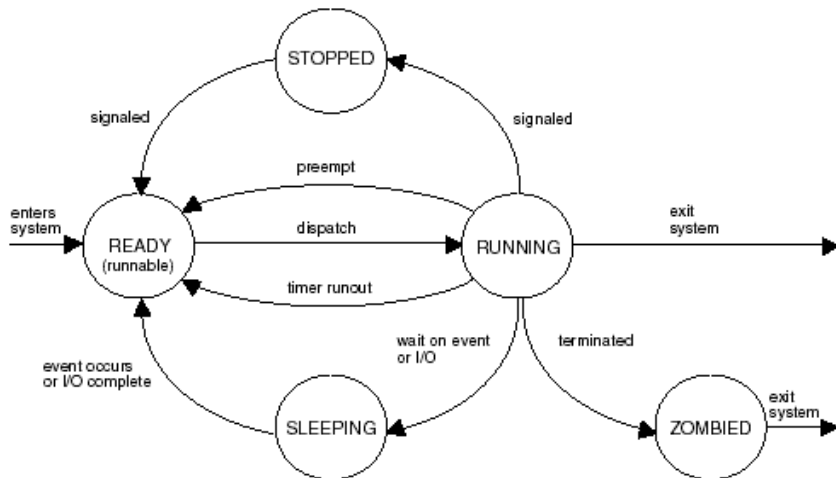 STOPPED
signaled
signaled
preempt
enters
system
exit
system
READY
(runnable)
dispatch
RUNNING
timer runout
wait on event
or I/O
terminated
event occurs
or I/O complete
exit
system
SLEEPING
ZOMBIED